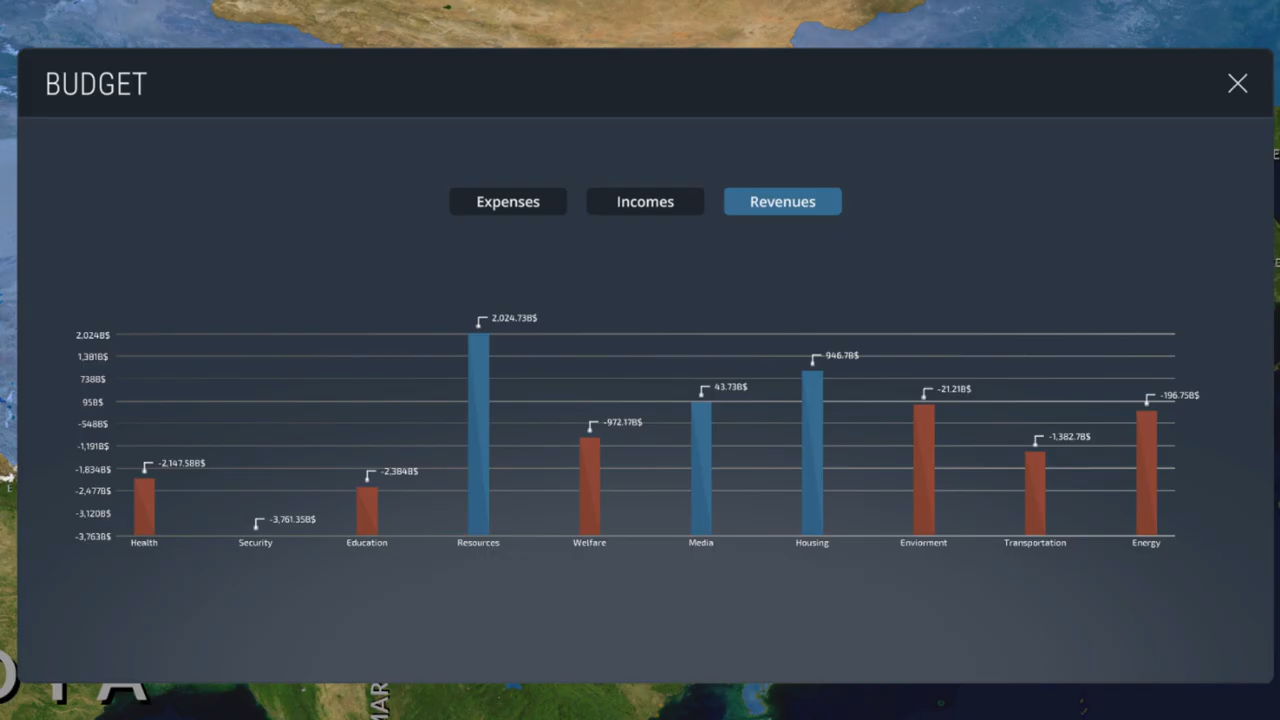 BUDGET
Expenses
Incomes
Revenues
2,024B$
1,381B$
738B$
95B$
-548B$
-1,191B$
-1,834B$
-2,477B$
-3,120B$
-3,763B$
-2,147.58B$
-3,761.35B$
-2,384B$
2,024.73B$
-972.17B$
43.73B$
946.7B$
-21.21B$
-1,382.7B$
-196.75B$
Health
Security
Education
Resources
Welfare
Media
Housing
Enviorment
Transportation
Energy
MAR